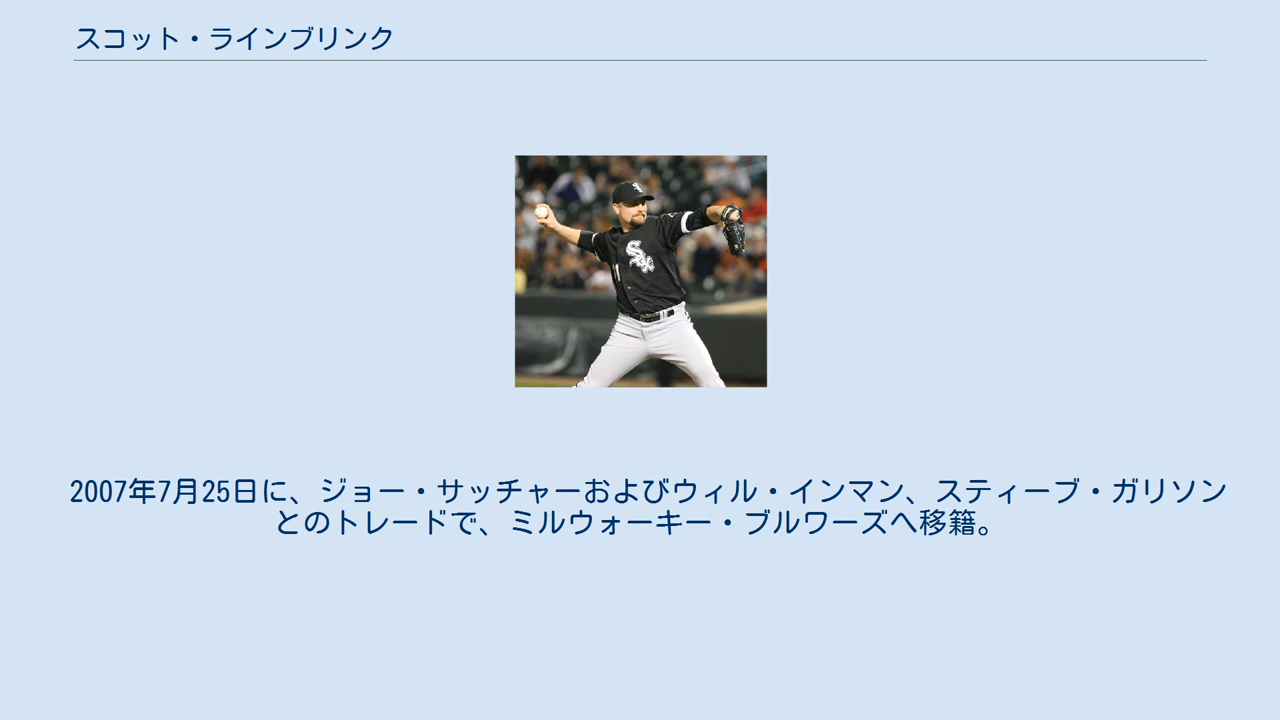 スコット・ラインブリンク
Sox
2007年7月25日に、ジョー・サッチャーおよびウィル・インマン、スティーブ・ガリソン
とのトレードで、ミルウォーキー・ブルワーズへ移籍。